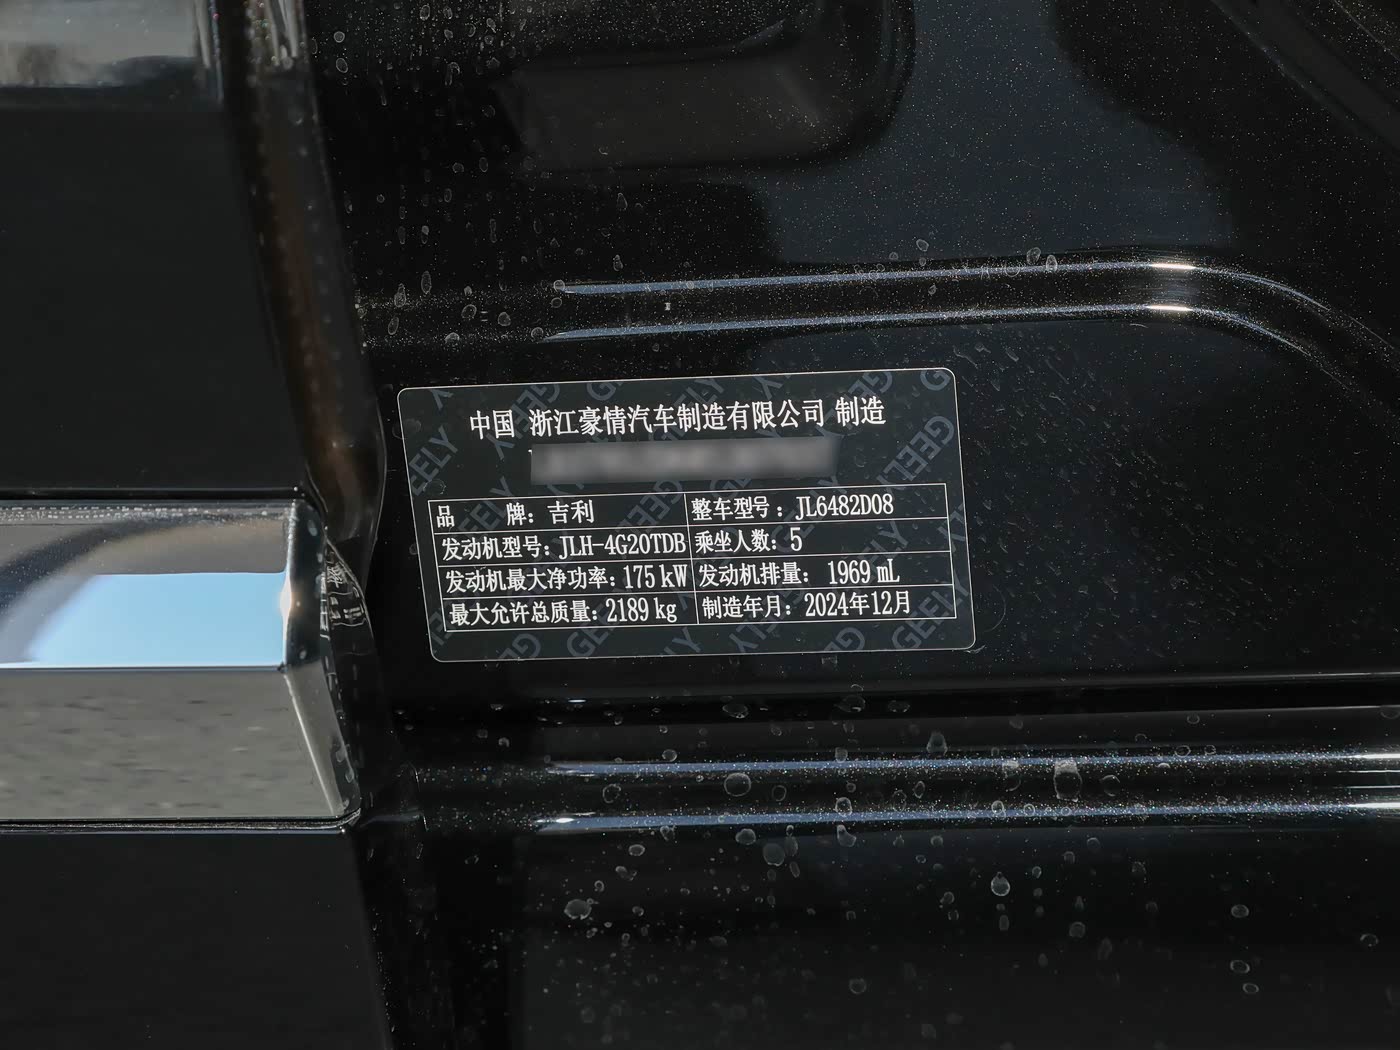 中国 浙江豪情汽车制造有限公司 制造
品 牌：吉利 整车型号：JL6482D08
发动机型号：JLH-4G20TDB 乘坐人数：5
发动机最大净功率：175 kW 发动机排量： 1969 mL
最大允许总质量：2189 kg 制造年月：2024年12月
GEELY